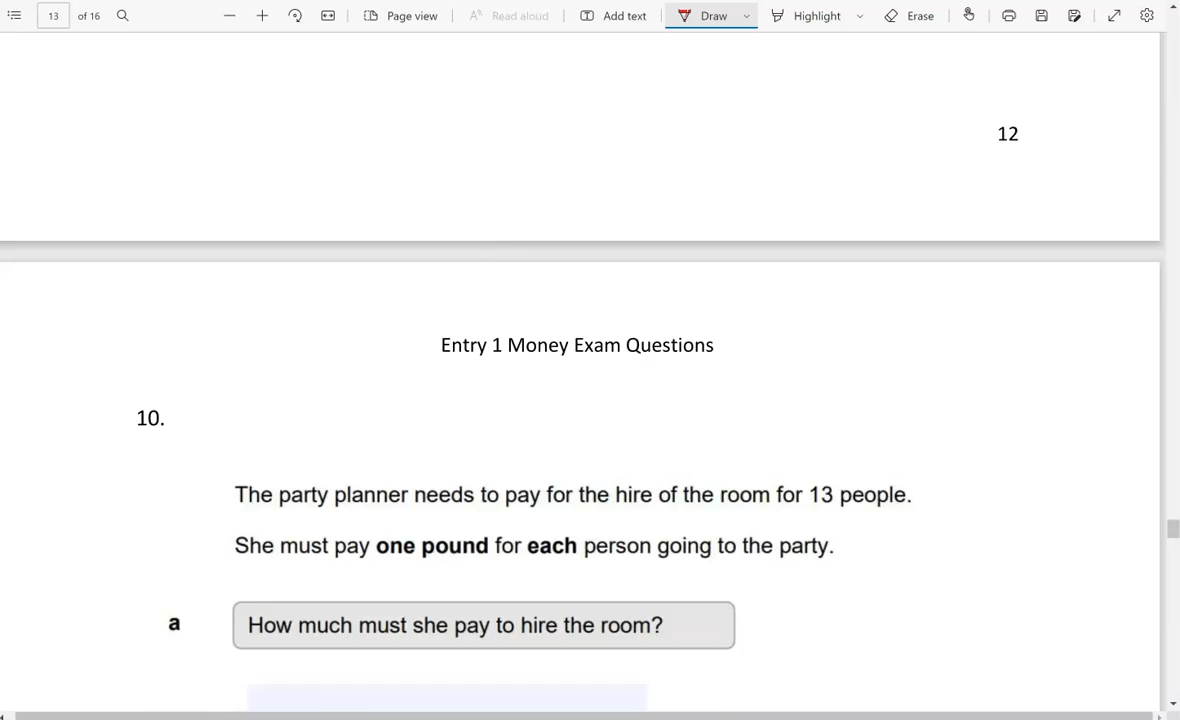 13 of 16 Page view Read aloud Add text Draw Highlight Erase
12
Entry 1 Money Exam Questions
10.
The party planner needs to pay for the hire of the room for 13 people.
She must pay one pound for each person going to the party.
a How much must she pay to hire the room?